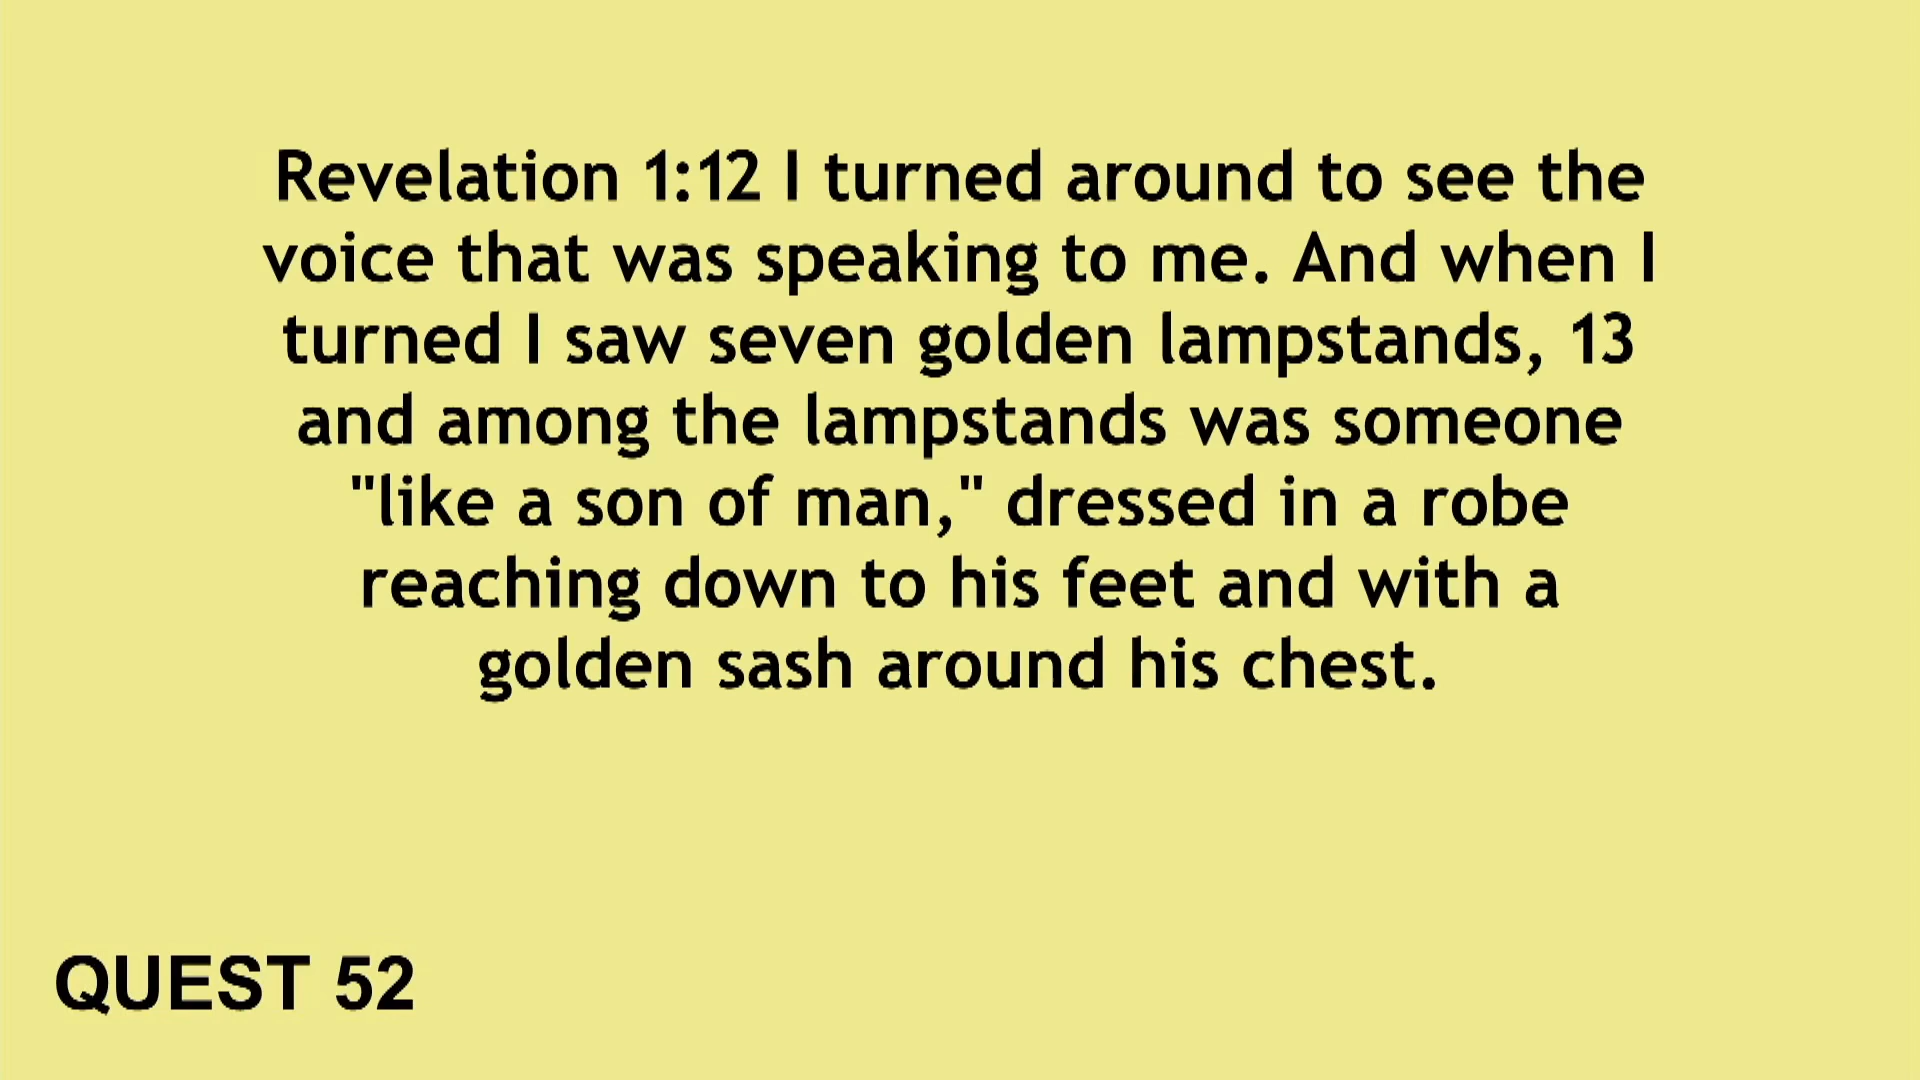 Revelation 1:12 I turned around to see the
voice that was speaking to me. And when I
turned I saw seven golden lampstands, 13
and among the lampstands was someone
"like a son of man," dressed in a robe
reaching down to his feet and with a
golden sash around his chest.
QUEST 52